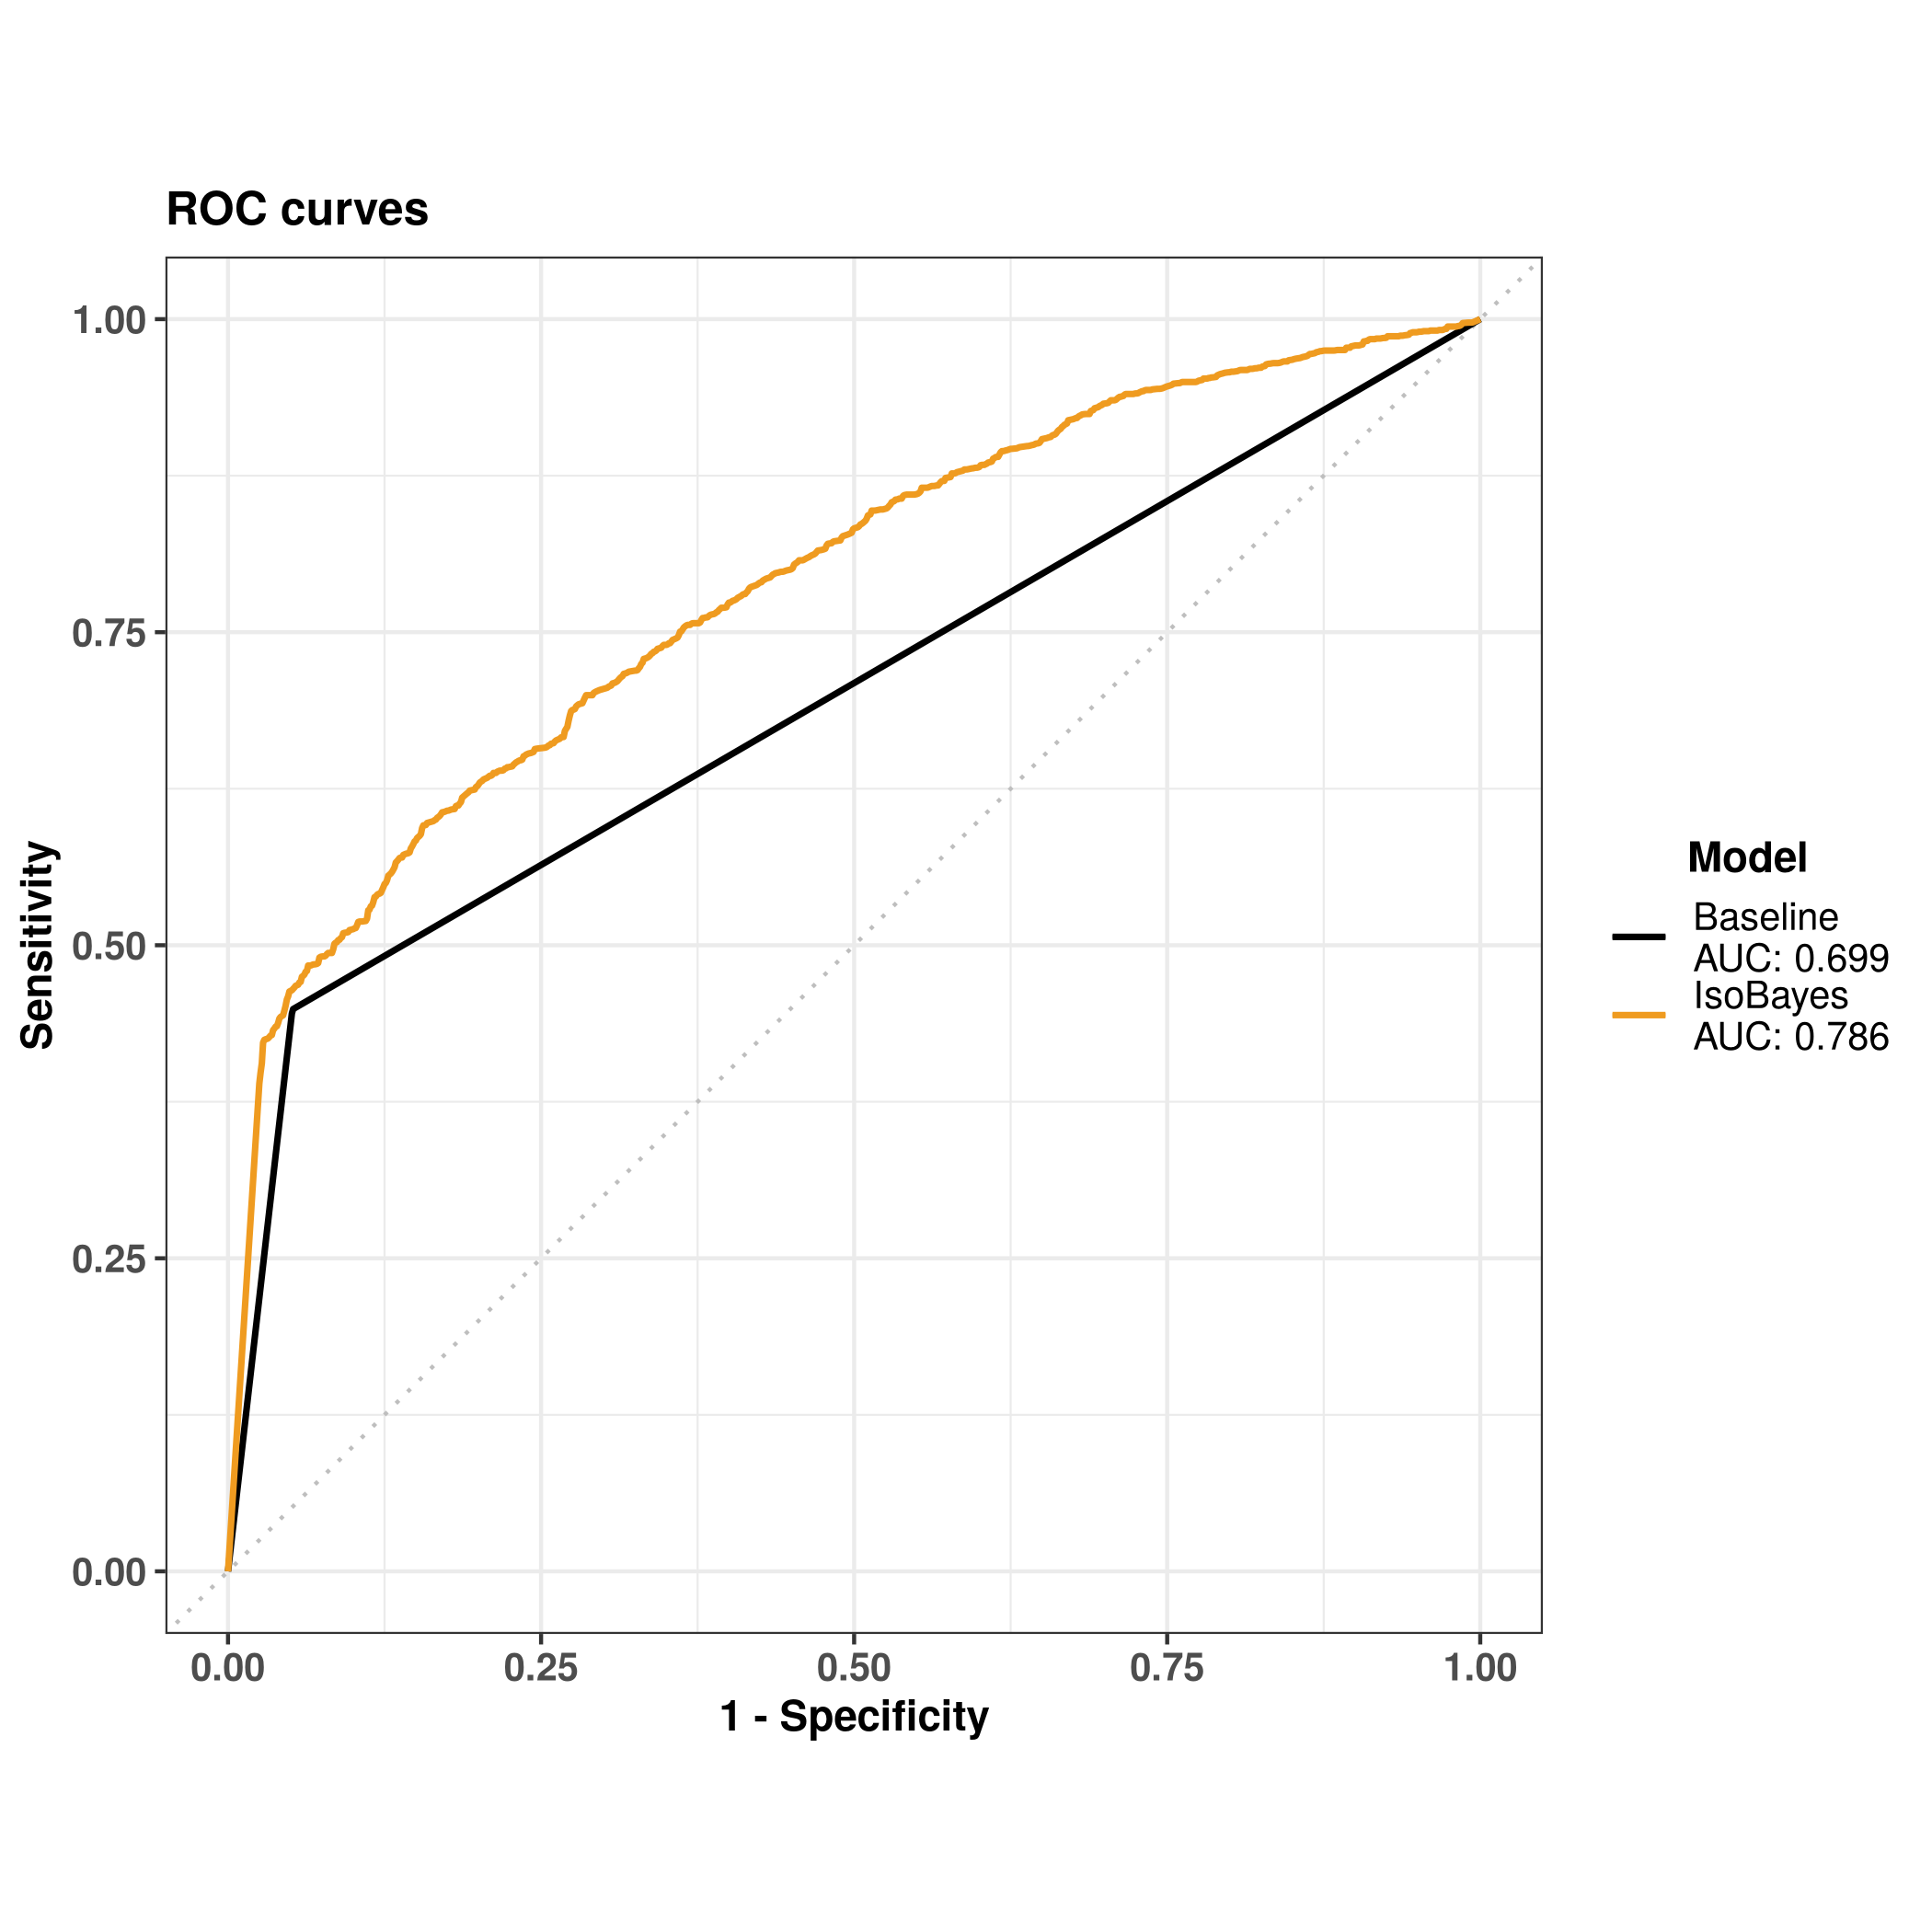 ROC curves
1.00
0.75
0.50
0.25
0.00
Sensitivity
0.00 0.25 0.50 0.75 1.00
1 - Specificity
Model
Baseline
AUC: 0.699
IsoBayes
AUC: 0.786